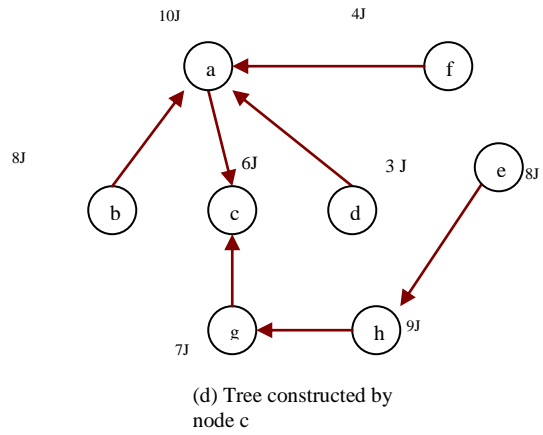 10J
4J
a
f
8J
6J
3 J
e
8J
b
c
d
g
h
9J
7J
(d) Tree constructed by
node c